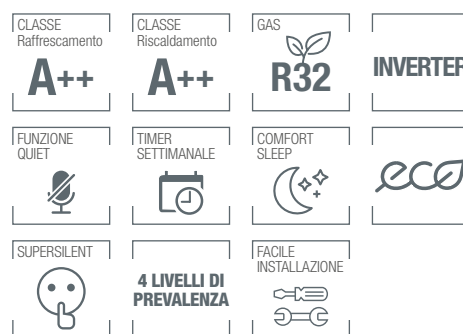 CLASSE
Raffrescamento
A++
CLASSE
Riscaldamento
A++
GAS
R32
INVERTER
FUNZIONE
QUIET
TIMER
SETTIMANALE
COMFORT
SLEEP
eco
SUPERSILENT
4 LIVELLI DI
PREVALENZA
FACILE
INSTALLAZIONE